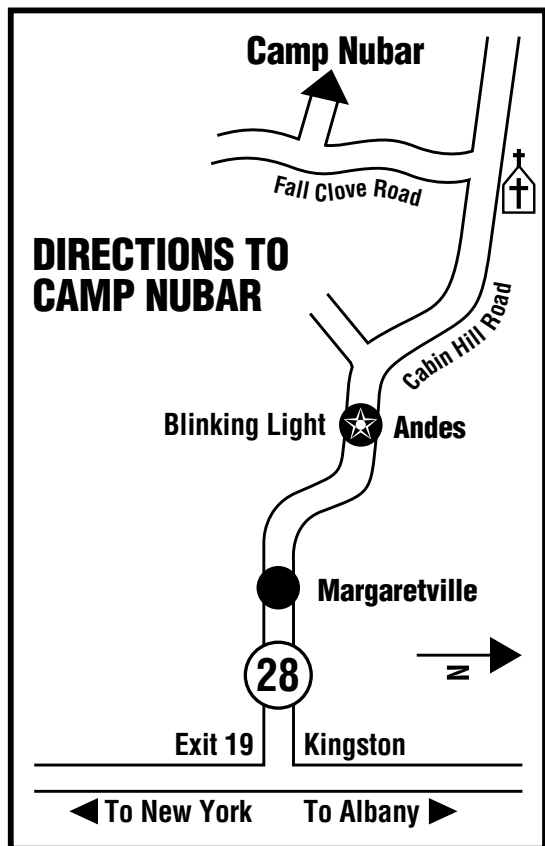 Camp Nubar
Fall Clove Road
DIRECTIONS TO
CAMP NUBAR
Cabin Hill Road
Blinking Light
Andes
Margaretville
N
28
Exit 19
Kingston
To New York
To Albany